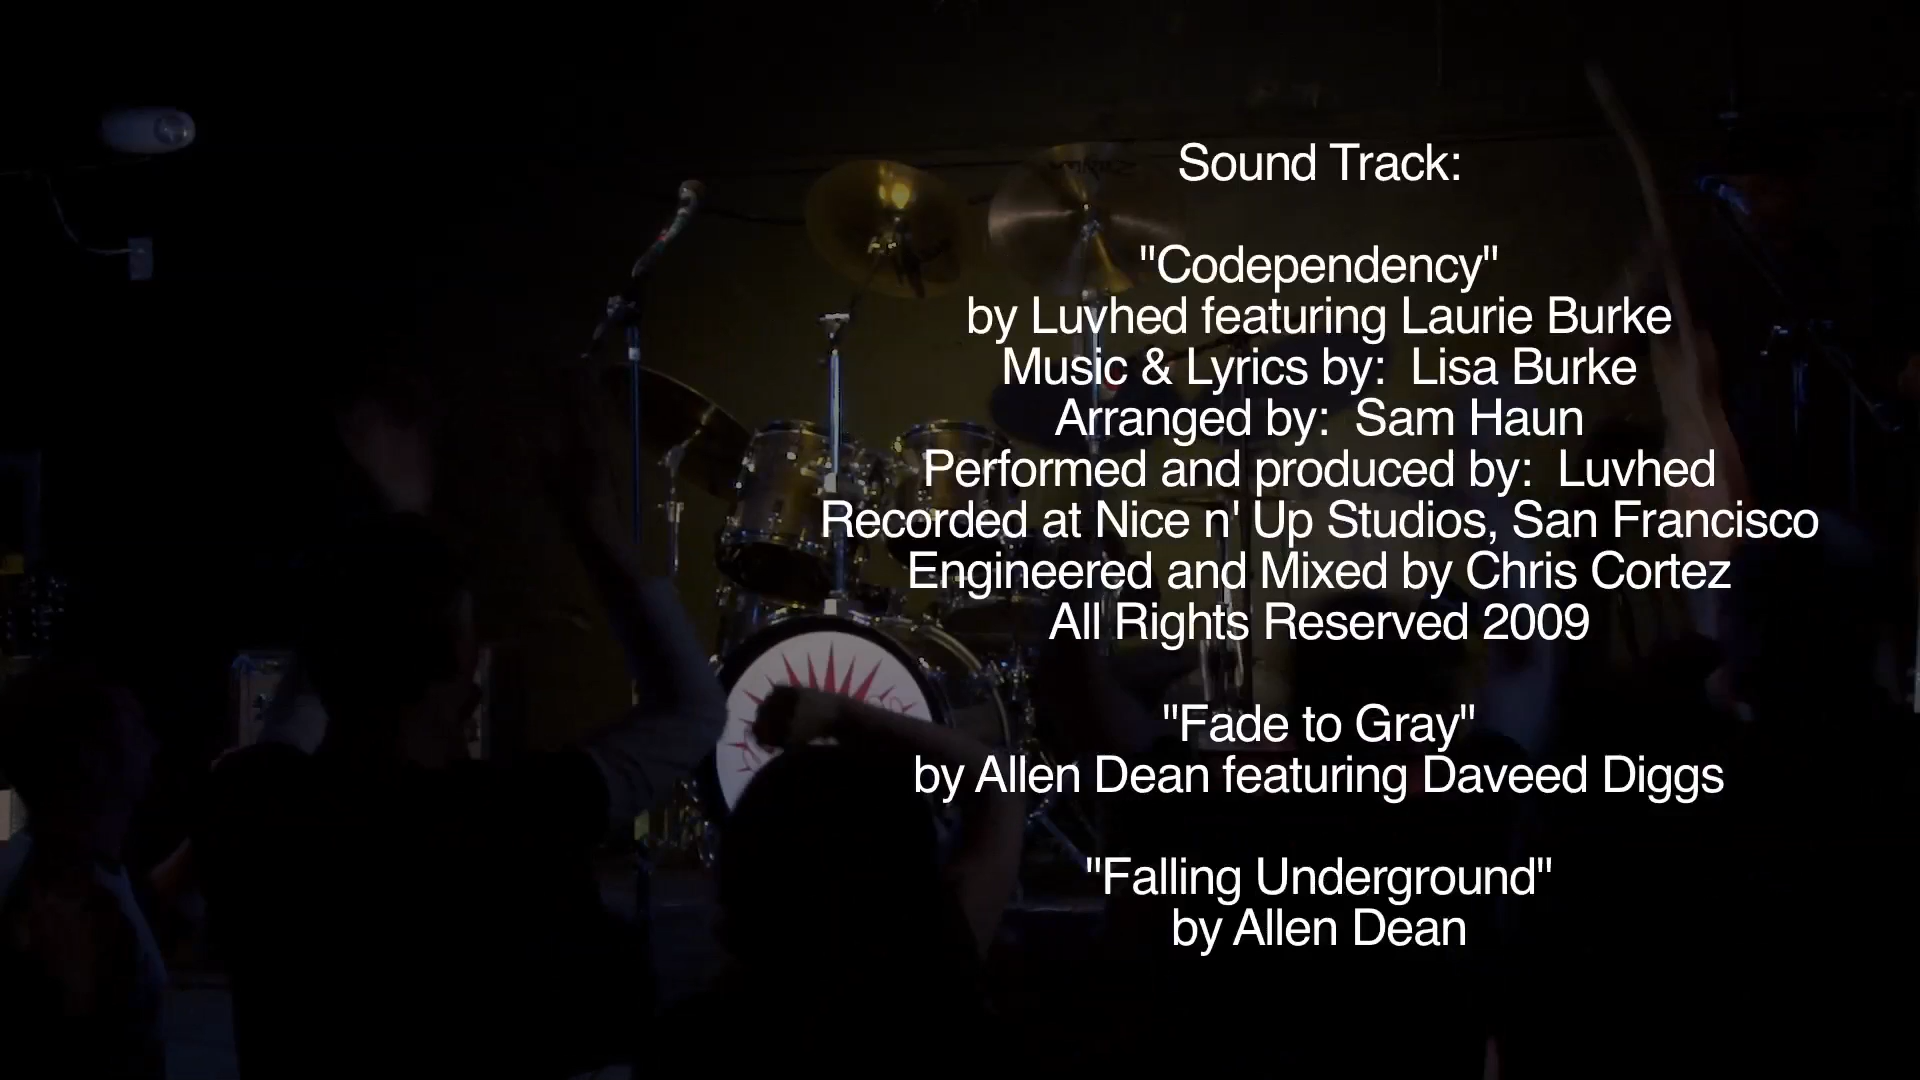 Sound Track:
"Codependency"
by Luvhed featuring Laurie Burke
Music & Lyrics by:  Lisa Burke
Arranged by:  Sam Haun
Performed and produced by:  Luvhed
Recorded at Nice n' Up Studios, San Francisco
Engineered and Mixed by Chris Cortez
All Rights Reserved 2009
"Fade to Gray"
by Allen Dean featuring Daveed Diggs
"Falling Underground"
by Allen Dean